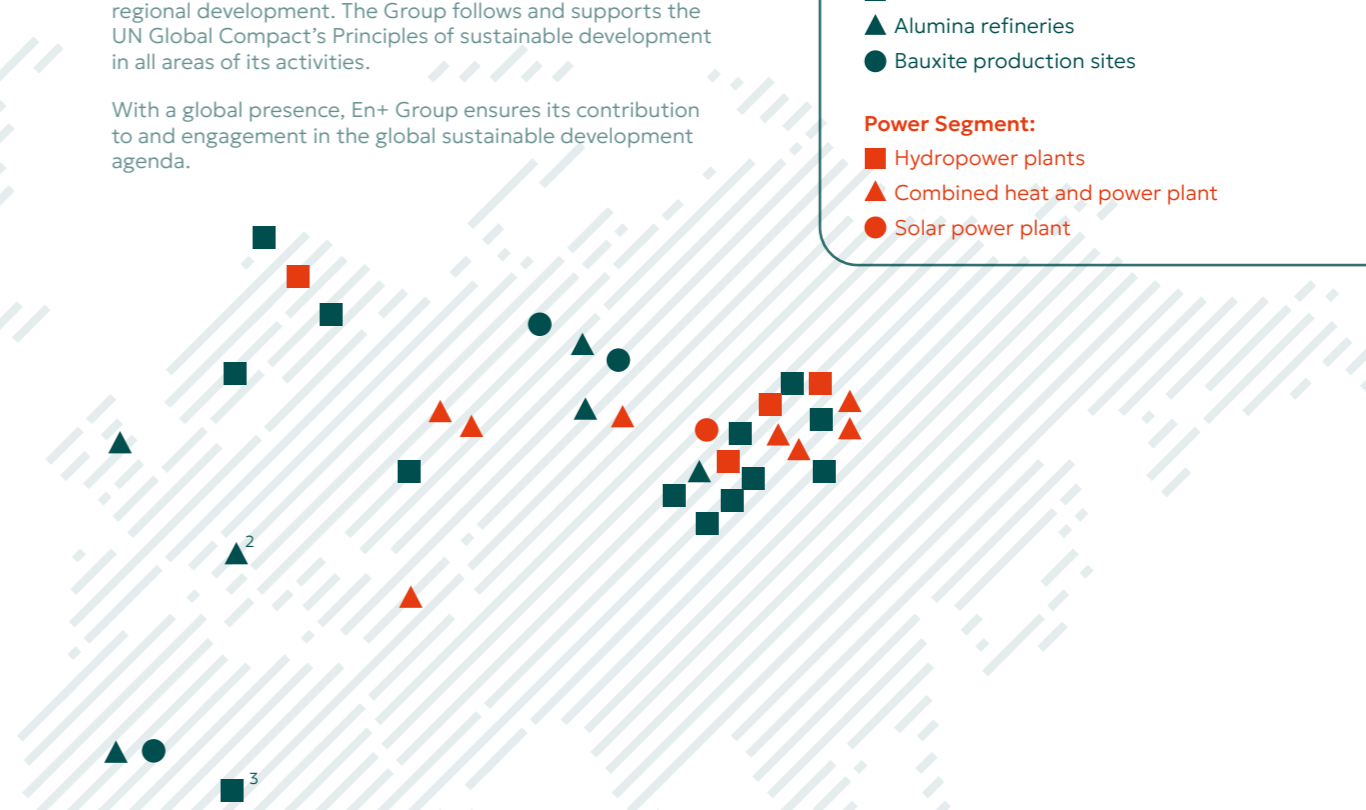 regional development. The Group follows and supports the
UN Global Compact’s Principles of sustainable development
in all areas of its activities.
With a global presence, En+ Group ensures its contribution
to and engagement in the global sustainable development
agenda.
Alumina refineries
Bauxite production sites
Power Segment:
Hydropower plants
Combined heat and power plant
Solar power plant
2
3